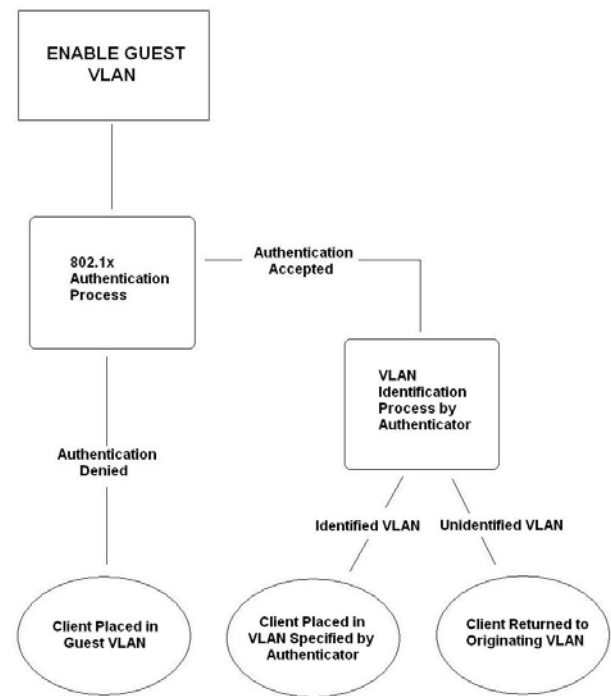 ENABLE GUEST
VLAN
802.1x
Authentication
Process
Authentication
Accepted
VLAN
Identification
Process by
Authenticator
Authentication
Denied
Identified VLAN
Unidentified VLAN
Client Placed in
Guest VLAN
Client Placed in
VLAN Specified by
Authenticator
Client Returned to
Originating VLAN